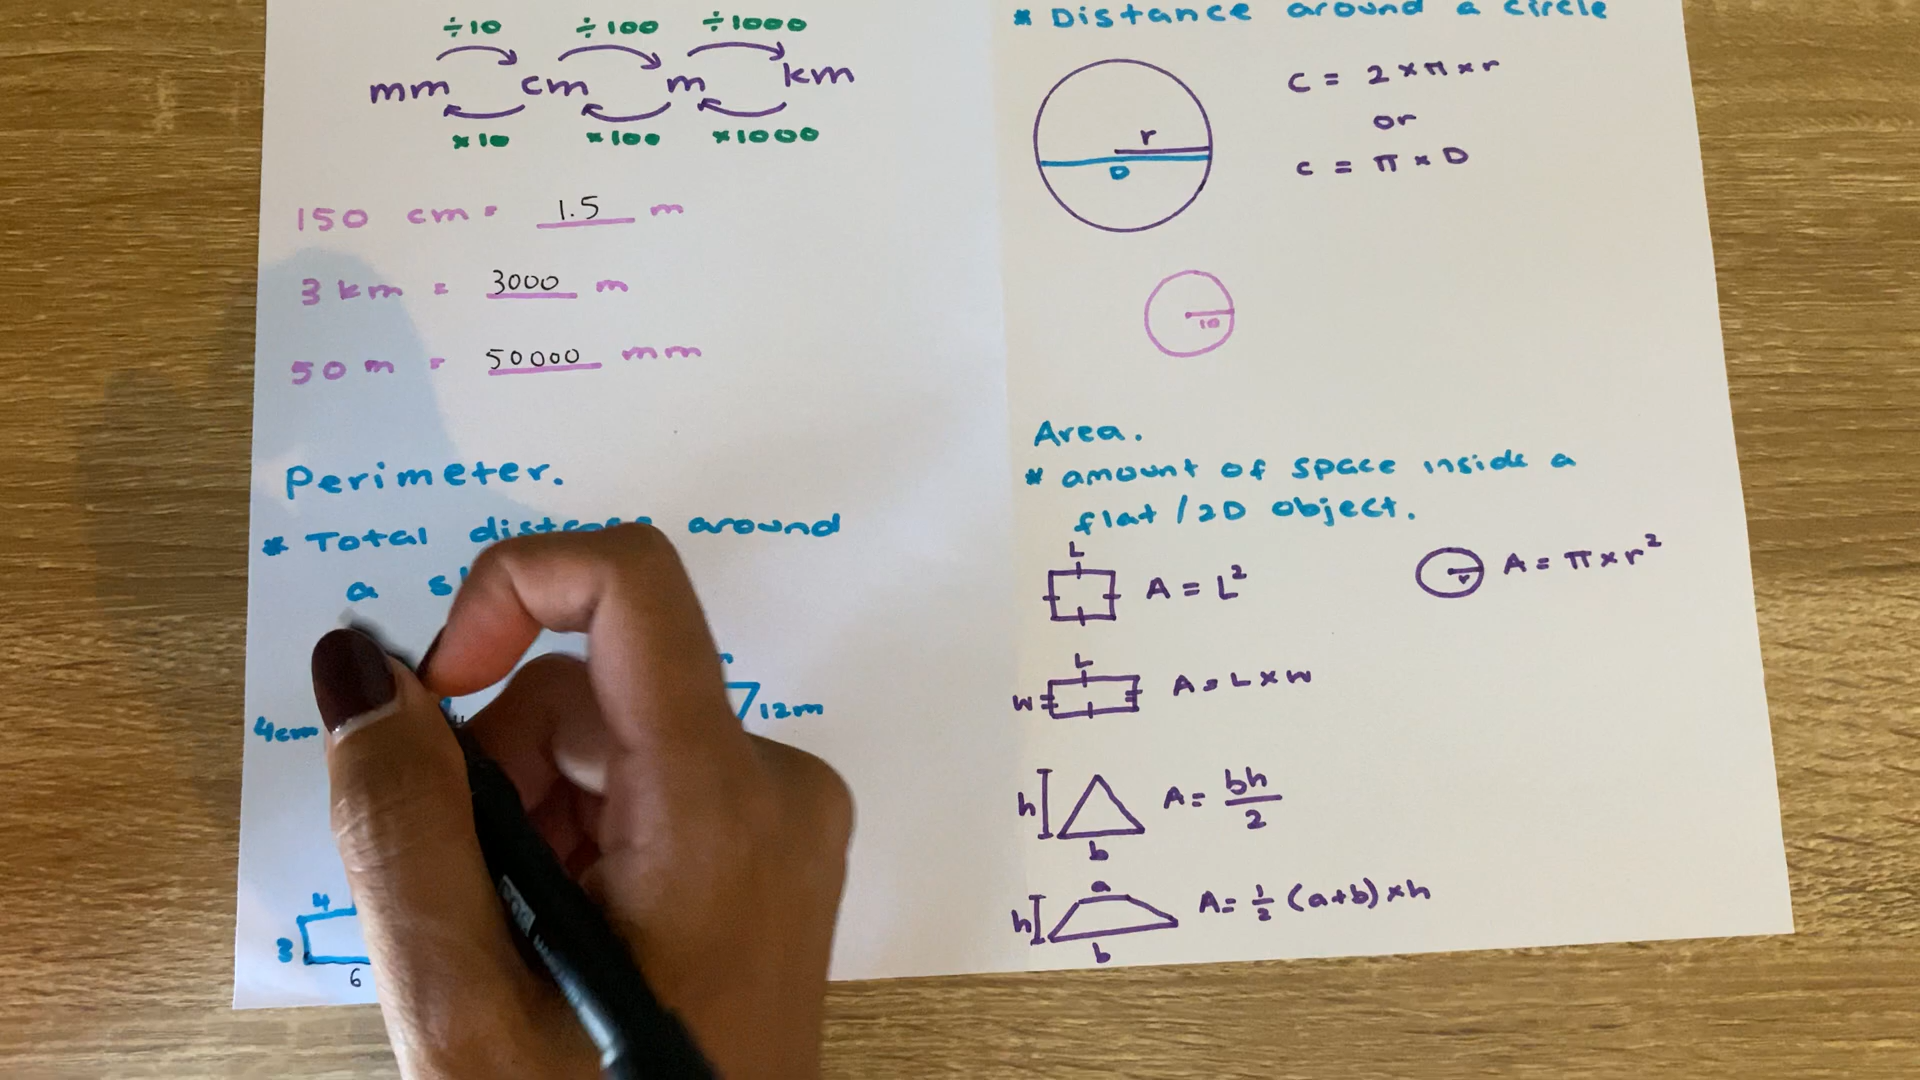 ÷10 ÷100 ÷1000
mm cm m km
×10 ×100 ×1000
150 cm = 1.5 m
3 km = 3000 m
50 m = 50000 mm
Perimeter.
* Total distance around
a
4cm
12m
4
3
6
* Distance around a circle
C = 2 × π × r
or
C = π × D
r
D
10
Area.
* amount of space inside a
flat / 2D object.
L
A = L²
r
A = π × r²
L
W
A = L × W
h
A = bh
2
b
a
h
A = 1/2 (a+b) × h
b